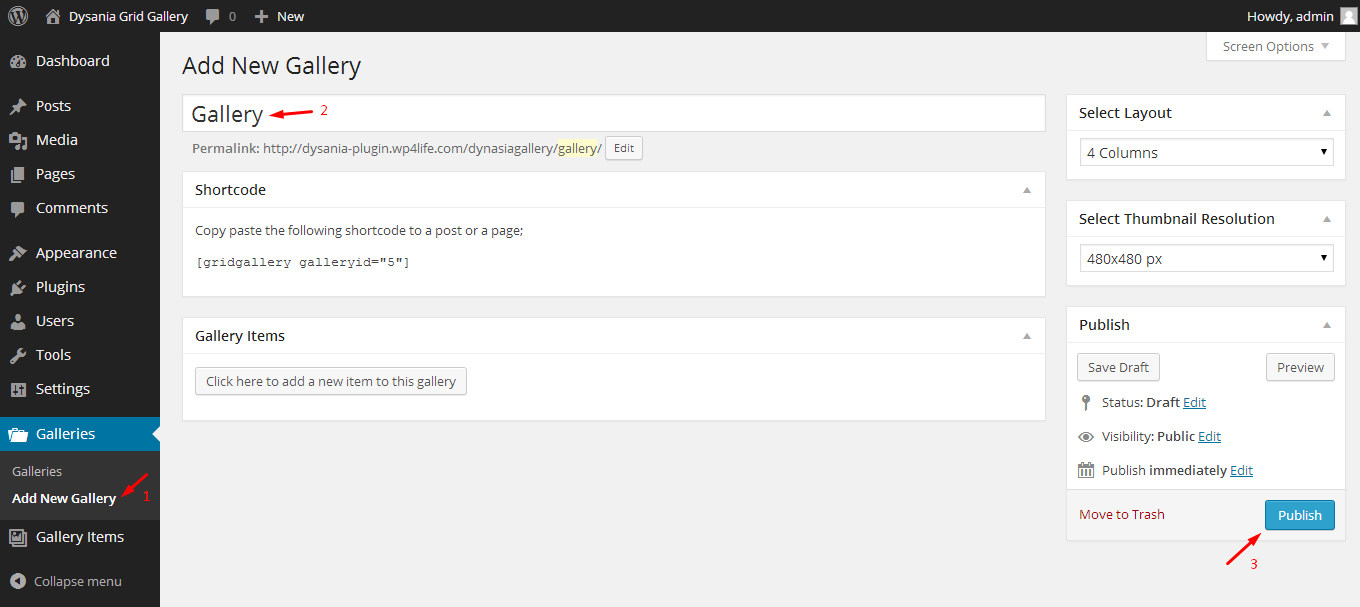 Dysania Grid Gallery 0 New Howdy, admin
Screen Options
Dashboard
Posts
Media
Pages
Comments
Appearance
Plugins
Users
Tools
Settings
Galleries
Galleries
Add New Gallery 1
Gallery Items
Collapse menu
Add New Gallery
Gallery 2
Permalink: http://dysania-plugin.wp4life.com/dynasiagallery/gallery/ Edit
Shortcode
Copy paste the following shortcode to a post or a page;
[gridgallery galleryid="5"]
Gallery Items
Click here to add a new item to this gallery
Select Layout
4 Columns
Select Thumbnail Resolution
480x480 px
Publish
Save Draft Preview
Status: Draft Edit
Visibility: Public Edit
Publish immediately Edit
Move to Trash Publish
3